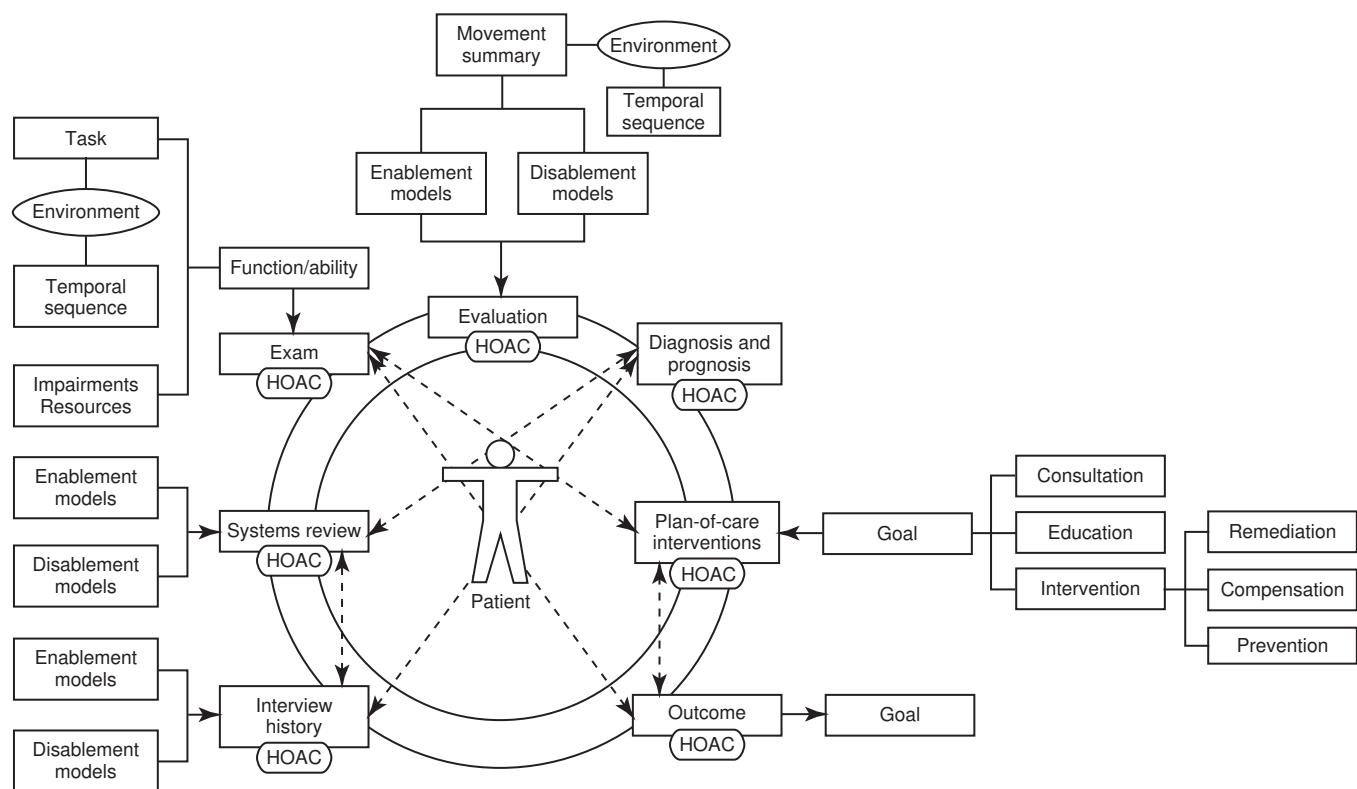 Movement
summary
Environment
Temporal
sequence
Enablement
models
Disablement
models
Task
Environment
Temporal
sequence
Impairments
Resources
Function/ability
Exam
HOAC
Evaluation
HOAC
Diagnosis and
prognosis
HOAC
Enablement
models
Disablement
models
Systems review
HOAC
Patient
Plan-of-care
interventions
HOAC
Goal
Consultation
Education
Intervention
Remediation
Compensation
Prevention
Enablement
models
Disablement
models
Interview
history
HOAC
Outcome
HOAC
Goal